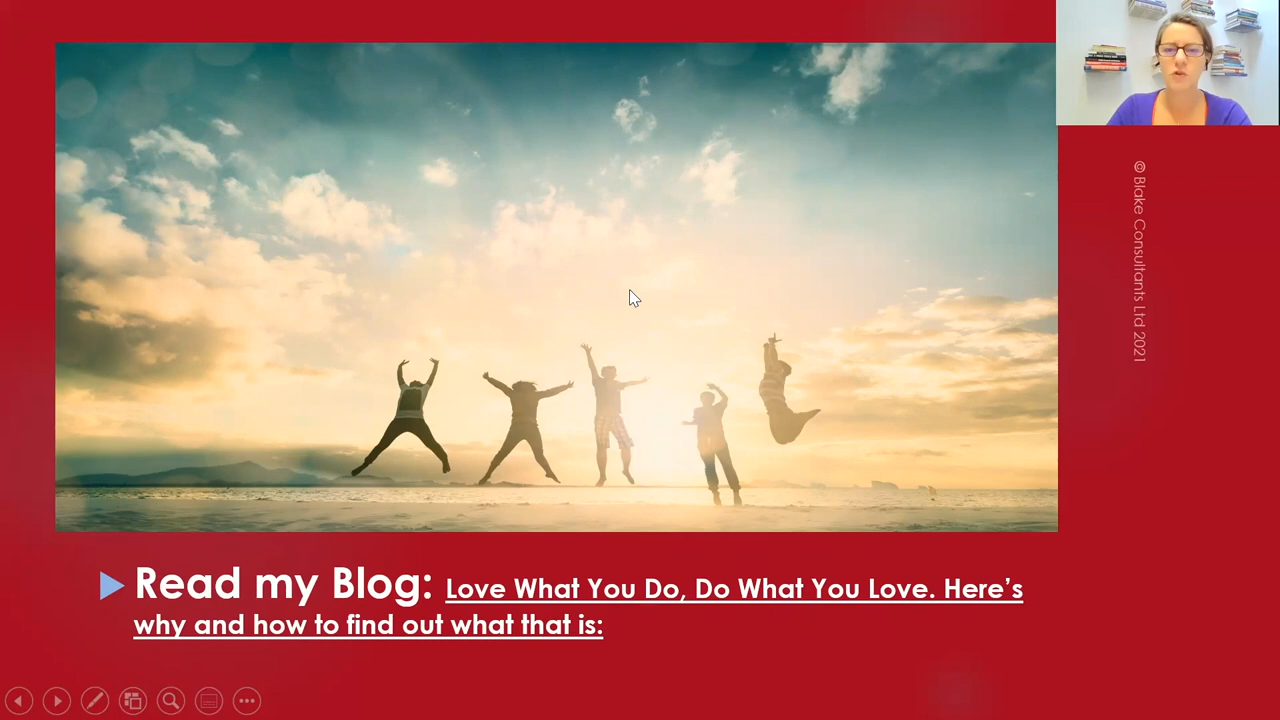 © Blake Consultants Ltd 2021
Read my Blog: Love What You Do, Do What You Love. Here’s
why and how to find out what that is: